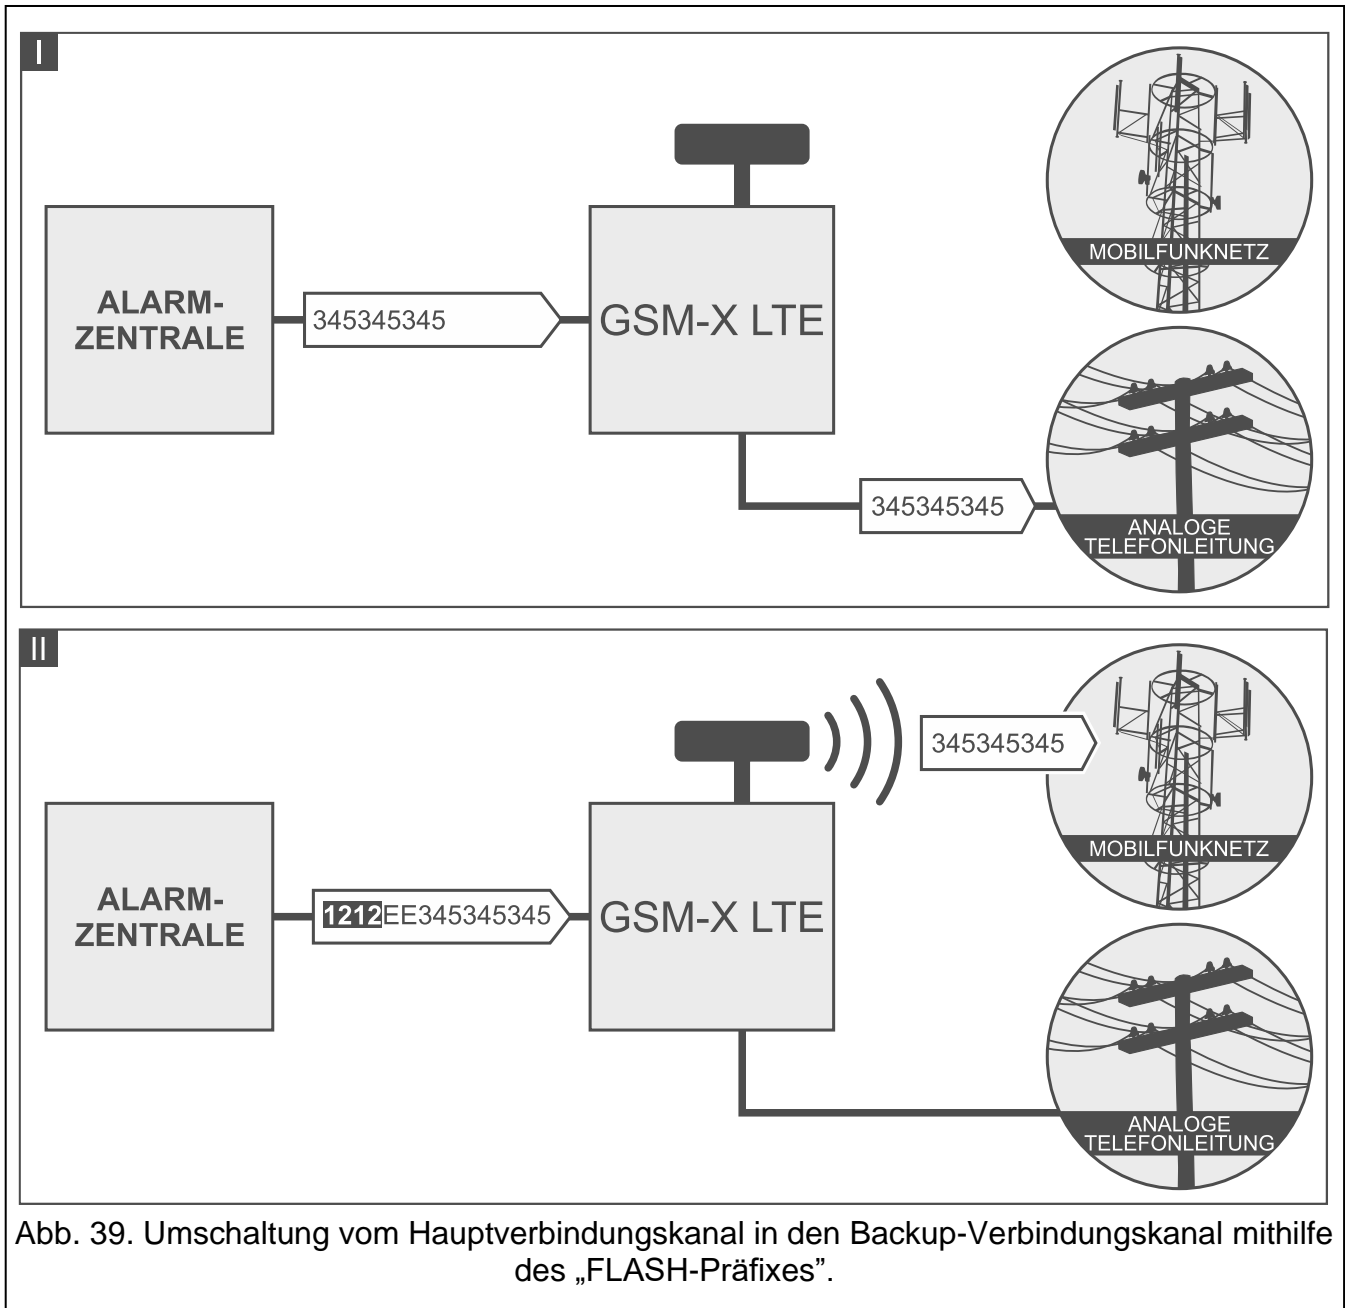 I
MOBILFUNKNETZ
ALARM-
ZENTRALE
345345345
GSM-X LTE
345345345
ANALOGE
TELEFONLEITUNG
II
345345345
MOBILFUNKNETZ
ALARM-
ZENTRALE
1212EE345345345
GSM-X LTE
ANALOGE
TELEFONLEITUNG
Abb. 39. Umschaltung vom Hauptverbindungskanal in den Backup-Verbindungskanal mithilfe
des „FLASH-Präfixes”.